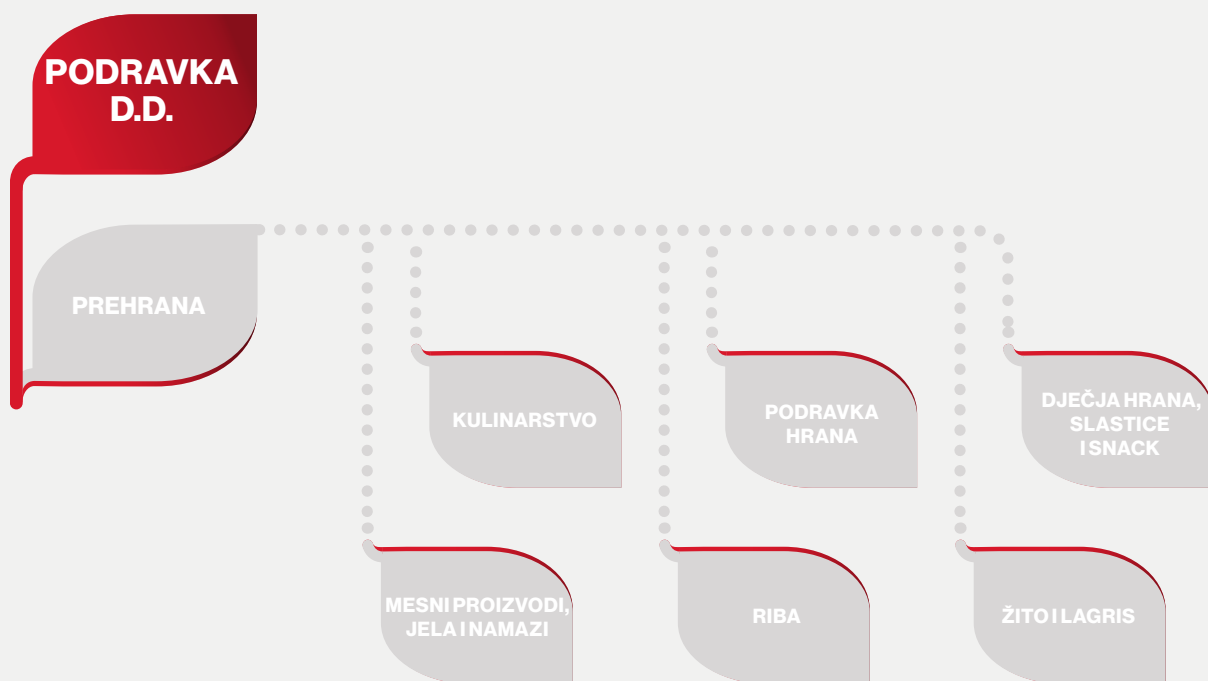 PODRAVKA
D.D.
PREHRANA
KULINARSTVO
PODRAVKA
HRANA
DJEČJA HRANA,
SLASTICE
I SNACK
MESNI PROIZVODI,
JELA I NAMAZI
RIBA
ŽITO I LAGRIS